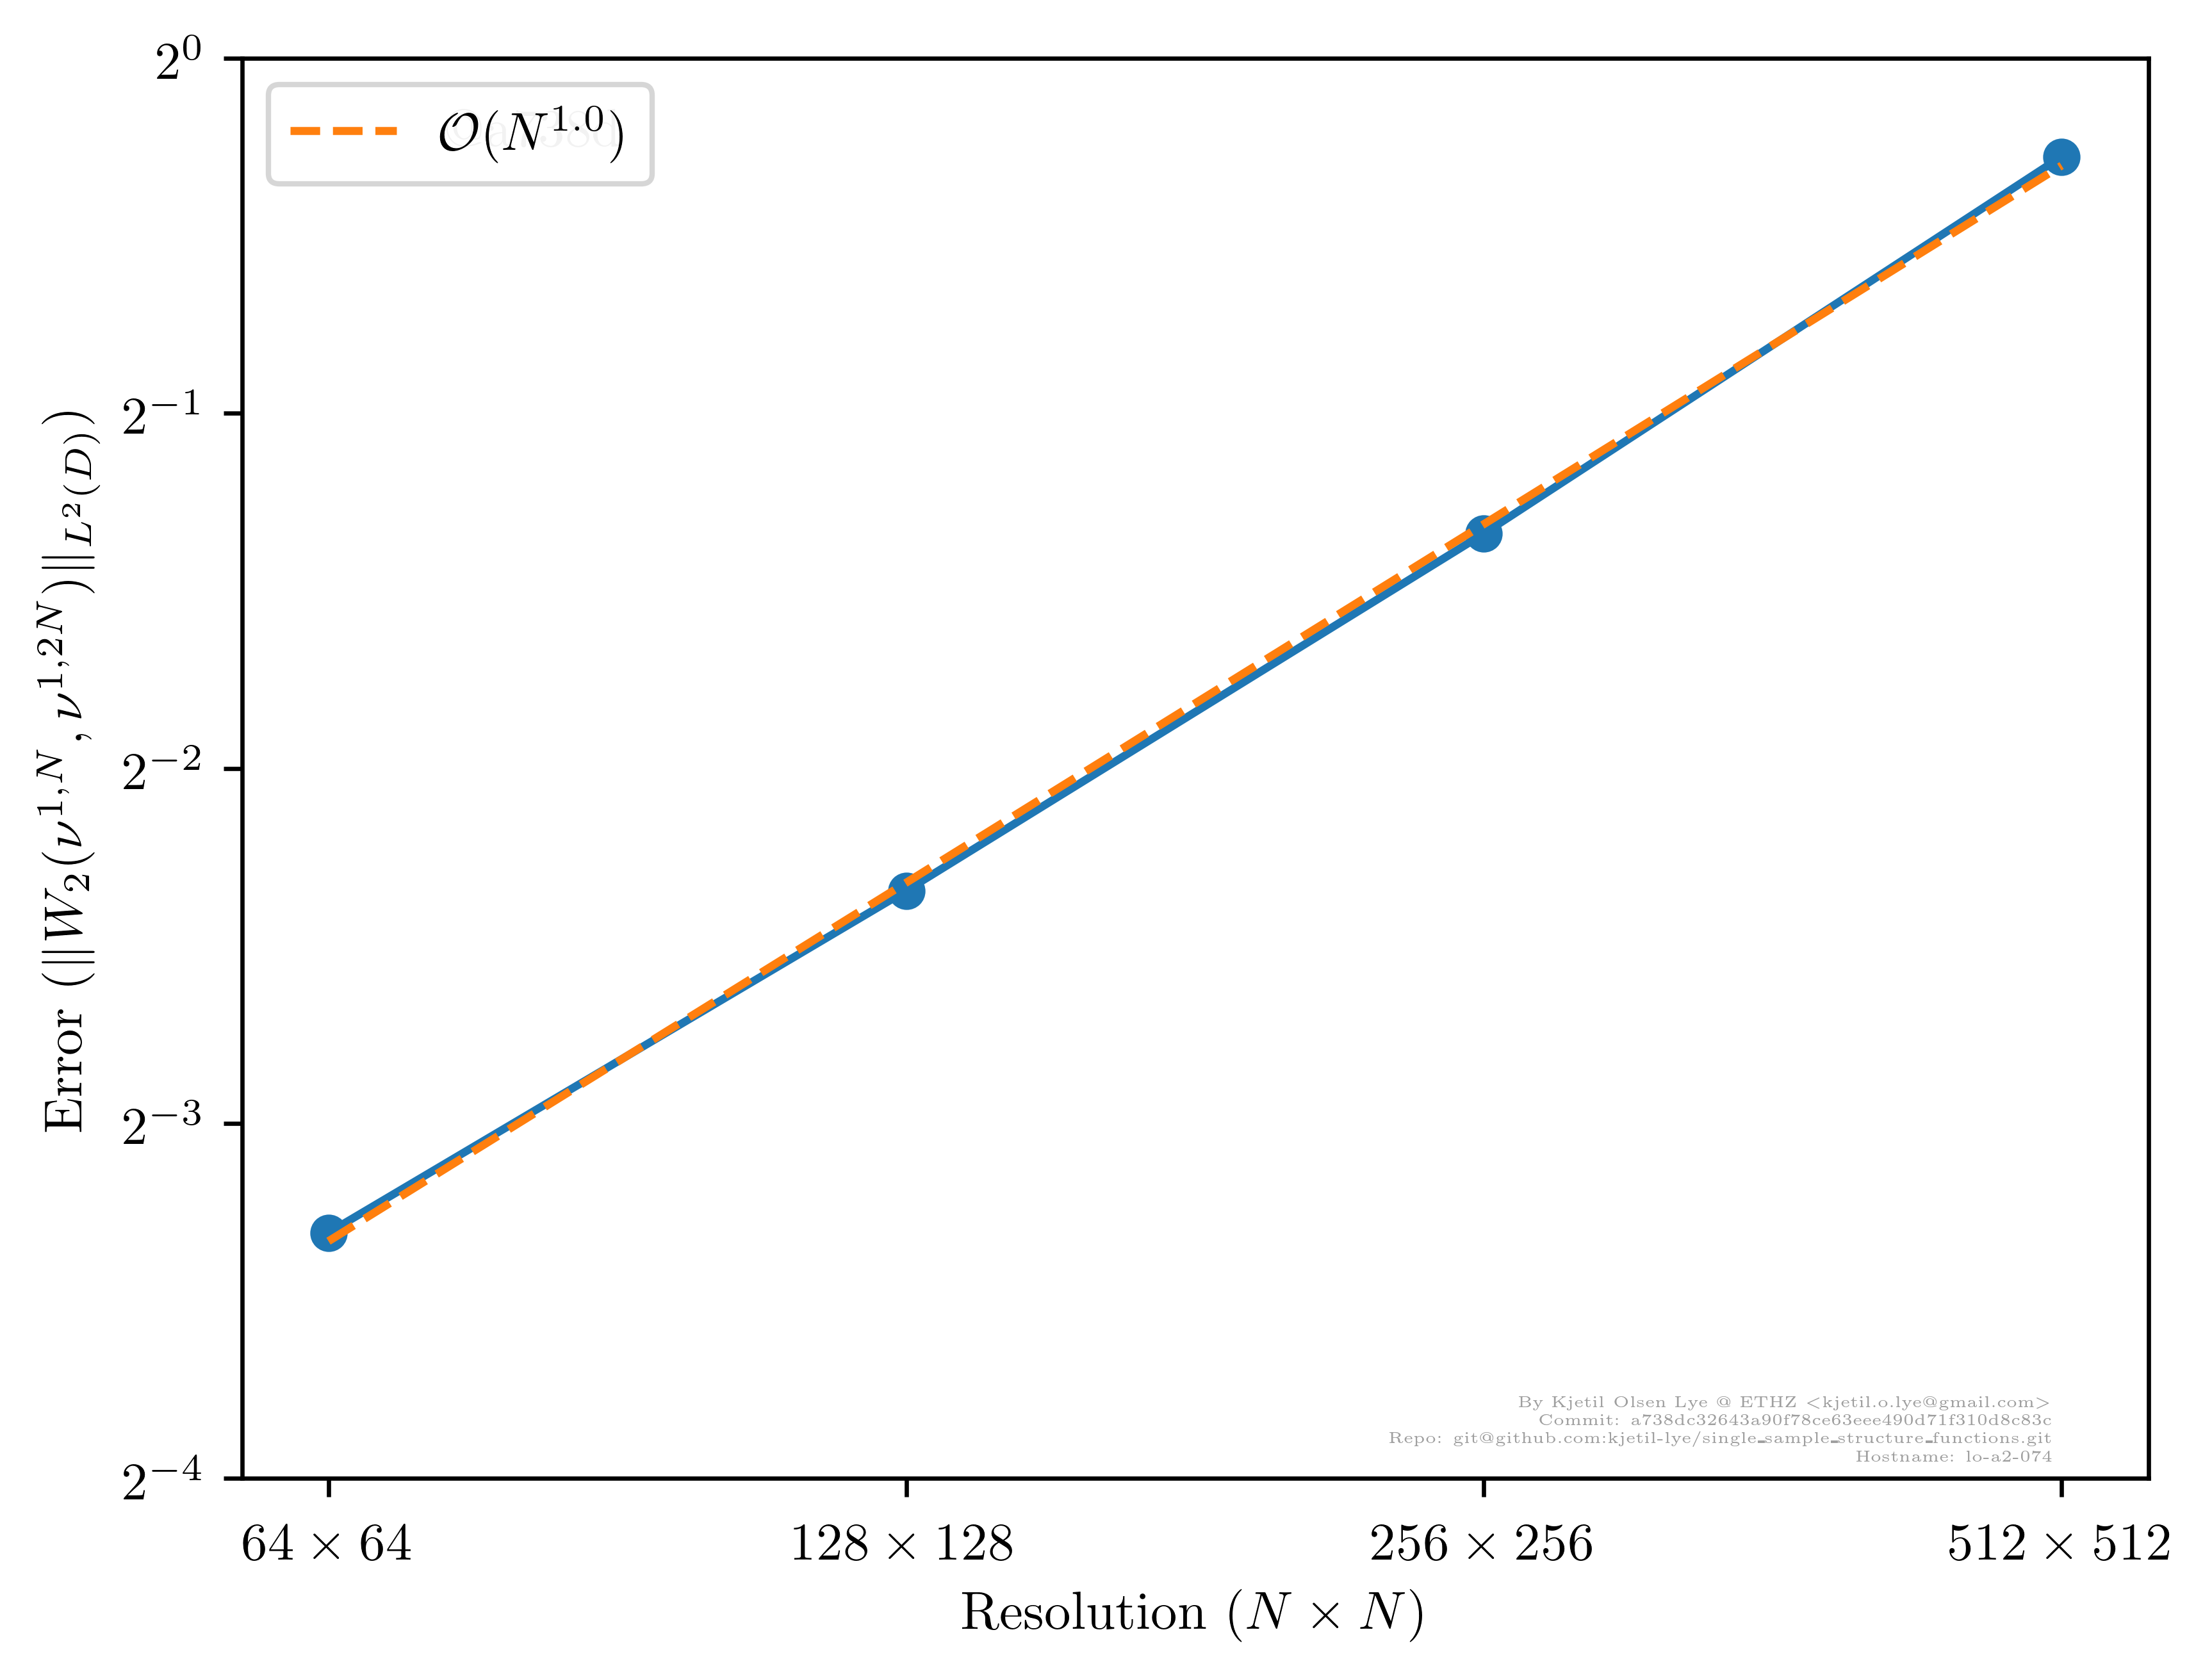 2^0
2^{-1}
2^{-2}
2^{-3}
2^{-4}
O(N^{1.0})
Error (||W_2(ν^{1,N}, ν^{1,2N})||_{L^2(D)})
By Kjetil Olsen Lye @ ETHZ <kjetil.o.lye@gmail.com>
Commit: a738dc32643a90f78ce63eee490d71f310d8c83c
Repo: git@github.com:kjetil-lye/single_sample_structure_functions.git
Hostname: lo-a2-074
64 × 64
128 × 128
256 × 256
512 × 512
Resolution (N × N)